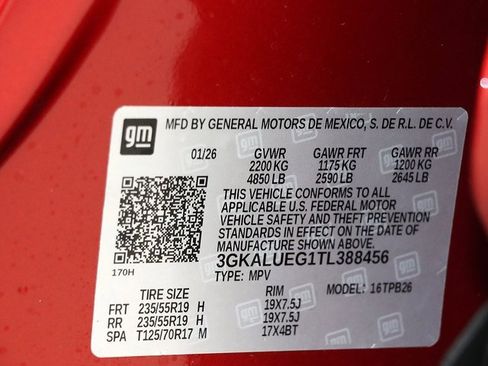 gm
MFD BY GENERAL MOTORS DE MEXICO, S. DE R.L. DE C.V.
01/26 GVWR GAWR FRT GAWR RR
2200 KG 1175 KG 1200 KG
4850 LB 2590 LB 2645 LB
THIS VEHICLE CONFORMS TO ALL
APPLICABLE U.S. FEDERAL MOTOR
VEHICLE SAFETY AND THEFT PREVENTION
STANDARDS IN EFFECT ON THE DATE OF
MANUFACTURE SHOWN ABOVE.
3GKALUEG1TL388456
170H TYPE: MPV MODEL: 16TPB26
TIRE SIZE RIM
FRT 235/55R19 H 19X7.5J
RR 235/55R19 H 19X7.5J
SPA T125/70R17 M 17X4BT